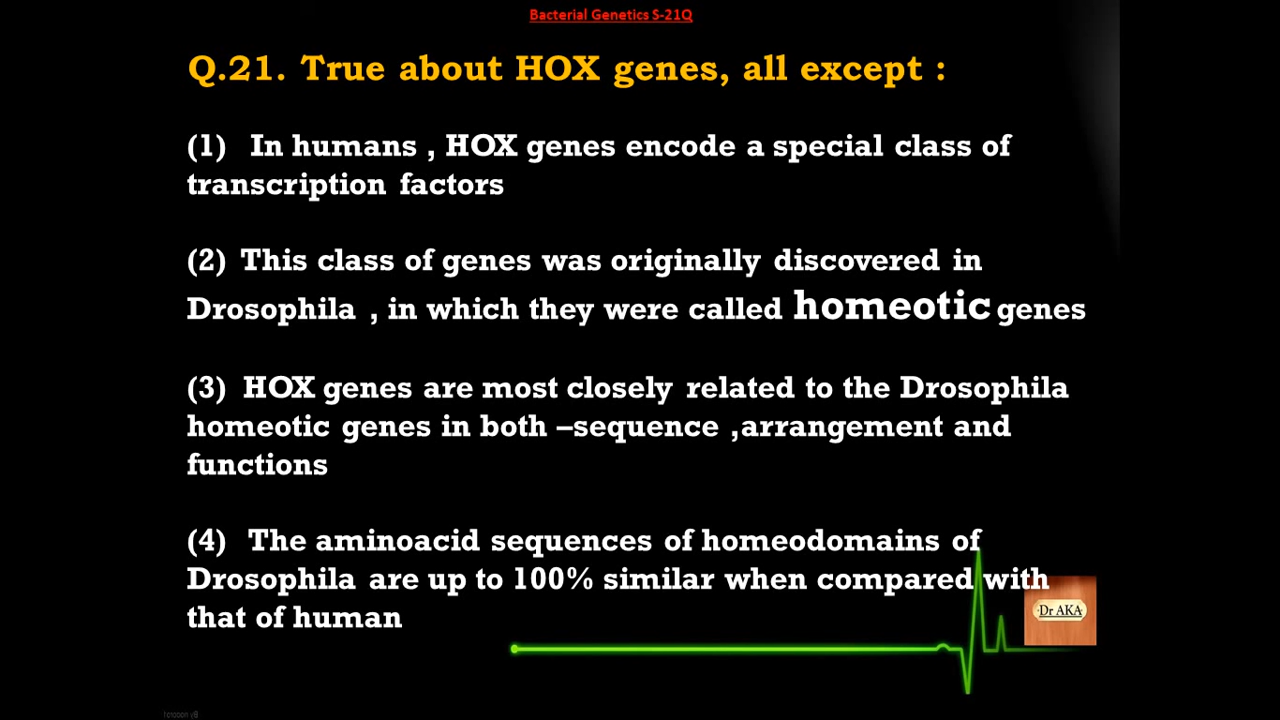 Bacterial Genetics S-21Q
Q.21. True about HOX genes, all except :
(1) In humans , HOX genes encode a special class of
transcription factors
(2) This class of genes was originally discovered in
Drosophila , in which they were called homeotic genes
(3) HOX genes are most closely related to the Drosophila
homeotic genes in both –sequence ,arrangement and
functions
(4) The aminoacid sequences of homeodomains of
Drosophila are up to 100% similar when compared with
that of human
Dr AKA